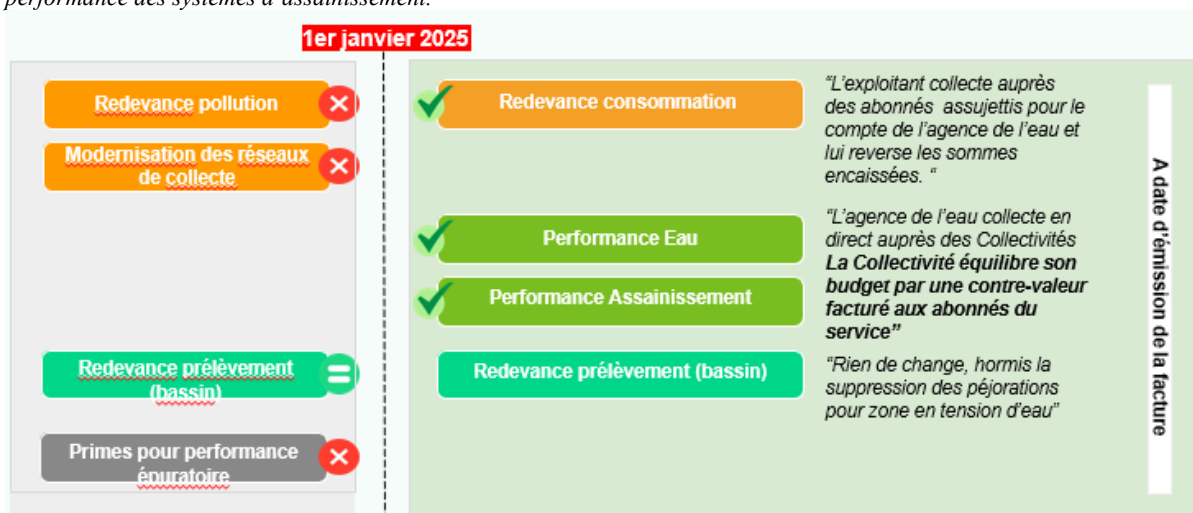 performance des systèmes d'assainissement.
1er janvier 2025
Redevance pollution
Modernisation des réseaux
de collecte
Redevance prélèvement
(bassin)
Primes pour performance
épuratoire
Redevance consommation
"L'exploitant collecte auprès
des abonnés assujettis pour le
compte de l'agence de l'eau et
lui reverse les sommes
encaissées. "
Performance Eau
Performance Assainissement
"L'agence de l'eau collecte en
direct auprès des Collectivités
La Collectivité équilibre son
budget par une contre-valeur
facturé aux abonnés du
service"
Redevance prélèvement (bassin)
"Rien de change, hormis la
suppression des péjorations
pour zone en tension d'eau"
A date d'émission de la facture